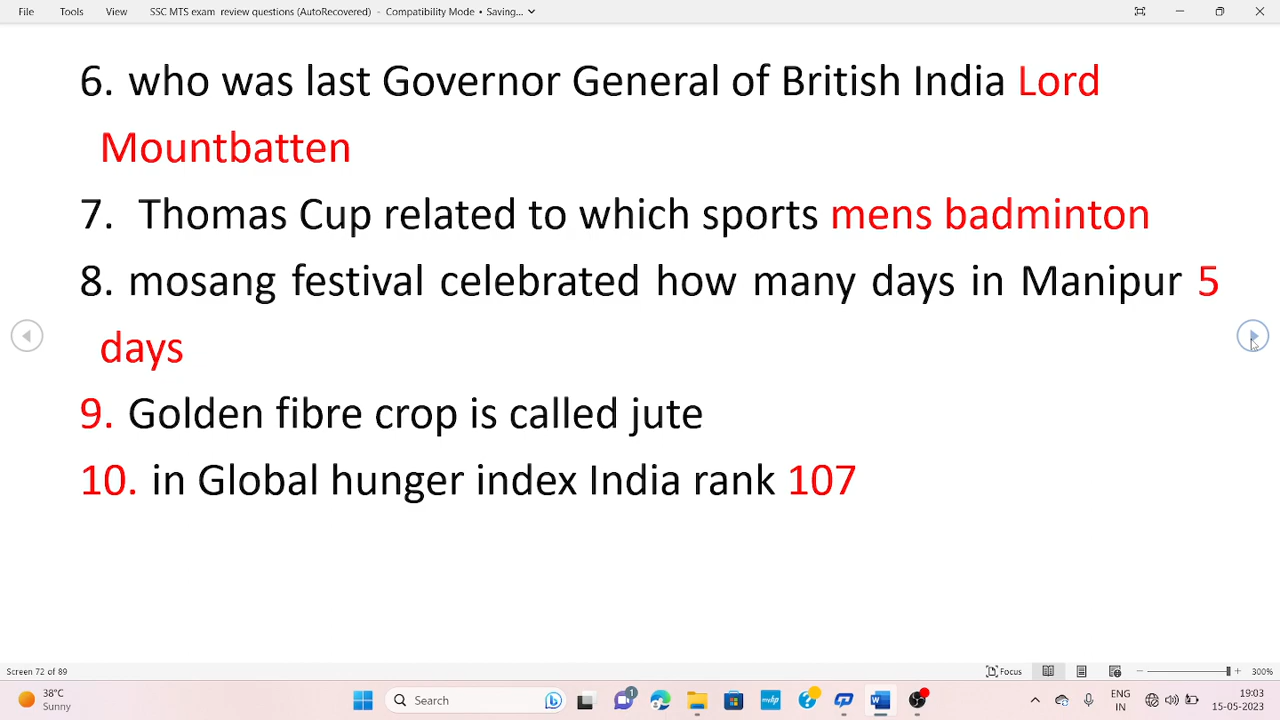 File Tools View SSC MTS exam review questions (AutoRecovered) - Compatibility Mode • Saving...
6. who was last Governor General of British India Lord
Mountbatten
7. Thomas Cup related to which sports mens badminton
8. mosang festival celebrated how many days in Manipur 5
days
9. Golden fibre crop is called jute
10. in Global hunger index India rank 107
Screen 72 of 89 Focus 300%
38°C
Sunny
Search
1
myhp
ENG
IN
19:03
15-05-2023